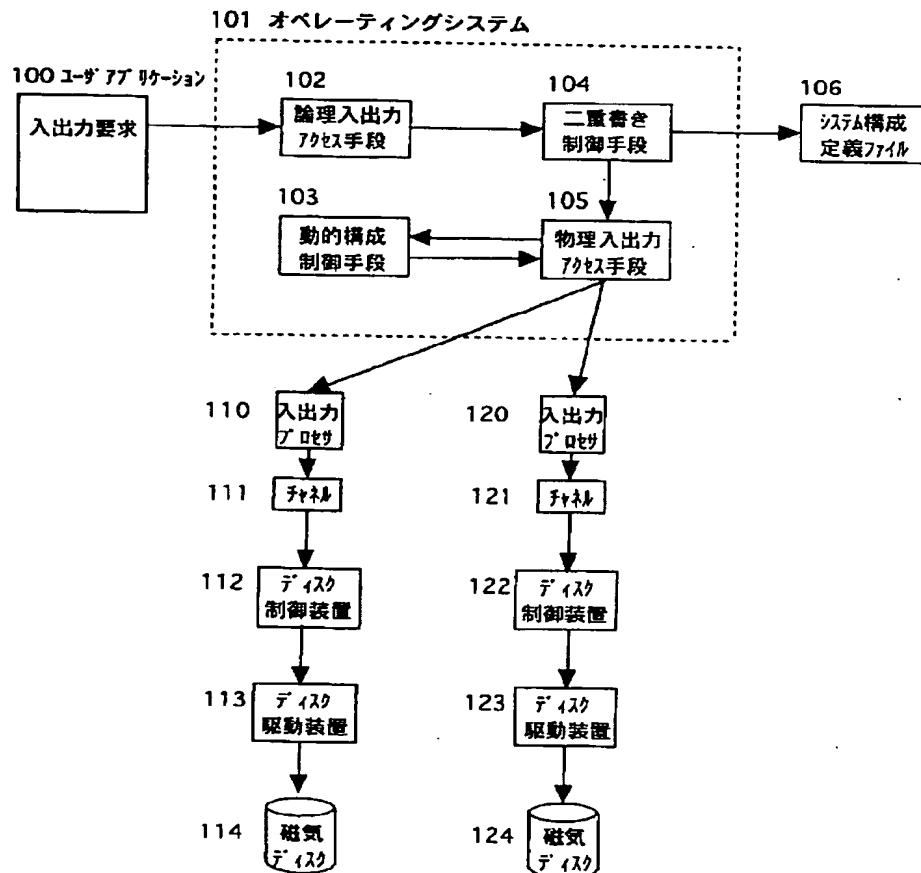 101 オペレーティングシステム
100 ユーザアプリケーション
入出力要求
102
論理入出力
アクセス手段
104
二重書き
制御手段
106
システム構成
定義ファイル
103
動的構成
制御手段
105
物理入出力
アクセス手段
110
入出力
プロセサ
120
入出力
プロセサ
111
チャネル
121
チャネル
112
ディスク
制御装置
122
ディスク
制御装置
113
ディスク
駆動装置
123
ディスク
駆動装置
114
磁気
ディスク
124
磁気
ディスク